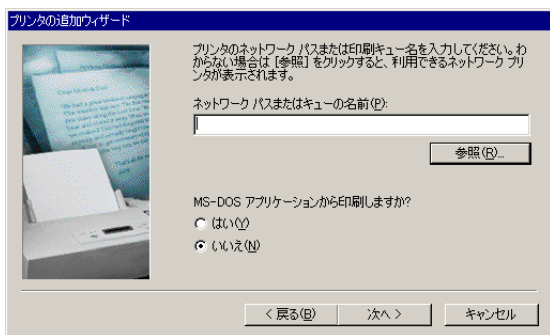 プリンタの追加ウィザード
プリンタのネットワーク パスまたは印刷キュー名を入力してください。わ
からない場合は [参照] をクリックすると、利用できるネットワーク プリ
ンタが表示されます。
ネットワーク パスまたはキューの名前(P):
参照(R)...
MS-DOS アプリケーションから印刷しますか?
はい(Y)
いいえ(N)
< 戻る(B) 次へ > キャンセル